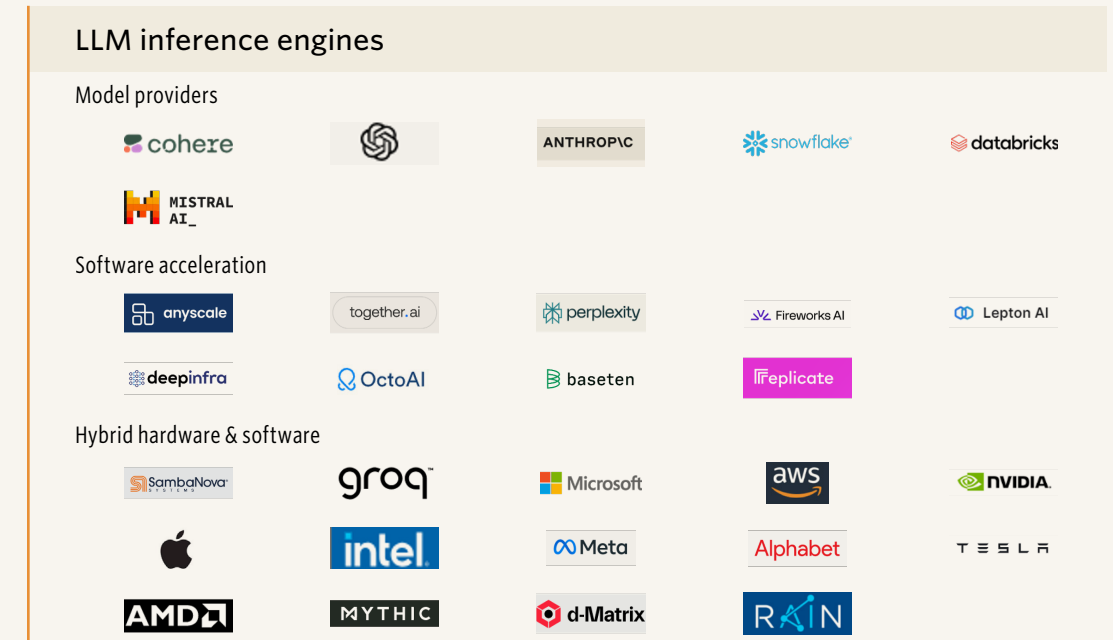 LLM inference engines
Model providers
cohere
ANTHROP\C
snowflake®
databricks
MISTRAL
AI_
Software acceleration
anyscale
together.ai
perplexity
Fireworks AI
Lepton AI
deepinfra
OctoAI
baseten
replicate
Hybrid hardware & software
SambaNova
SYSTEMS
groq™
Microsoft
aws
NVIDIA.
intel.
Meta
Alphabet
TESLA
AMD
MYTHIC
d-Matrix
RAIN